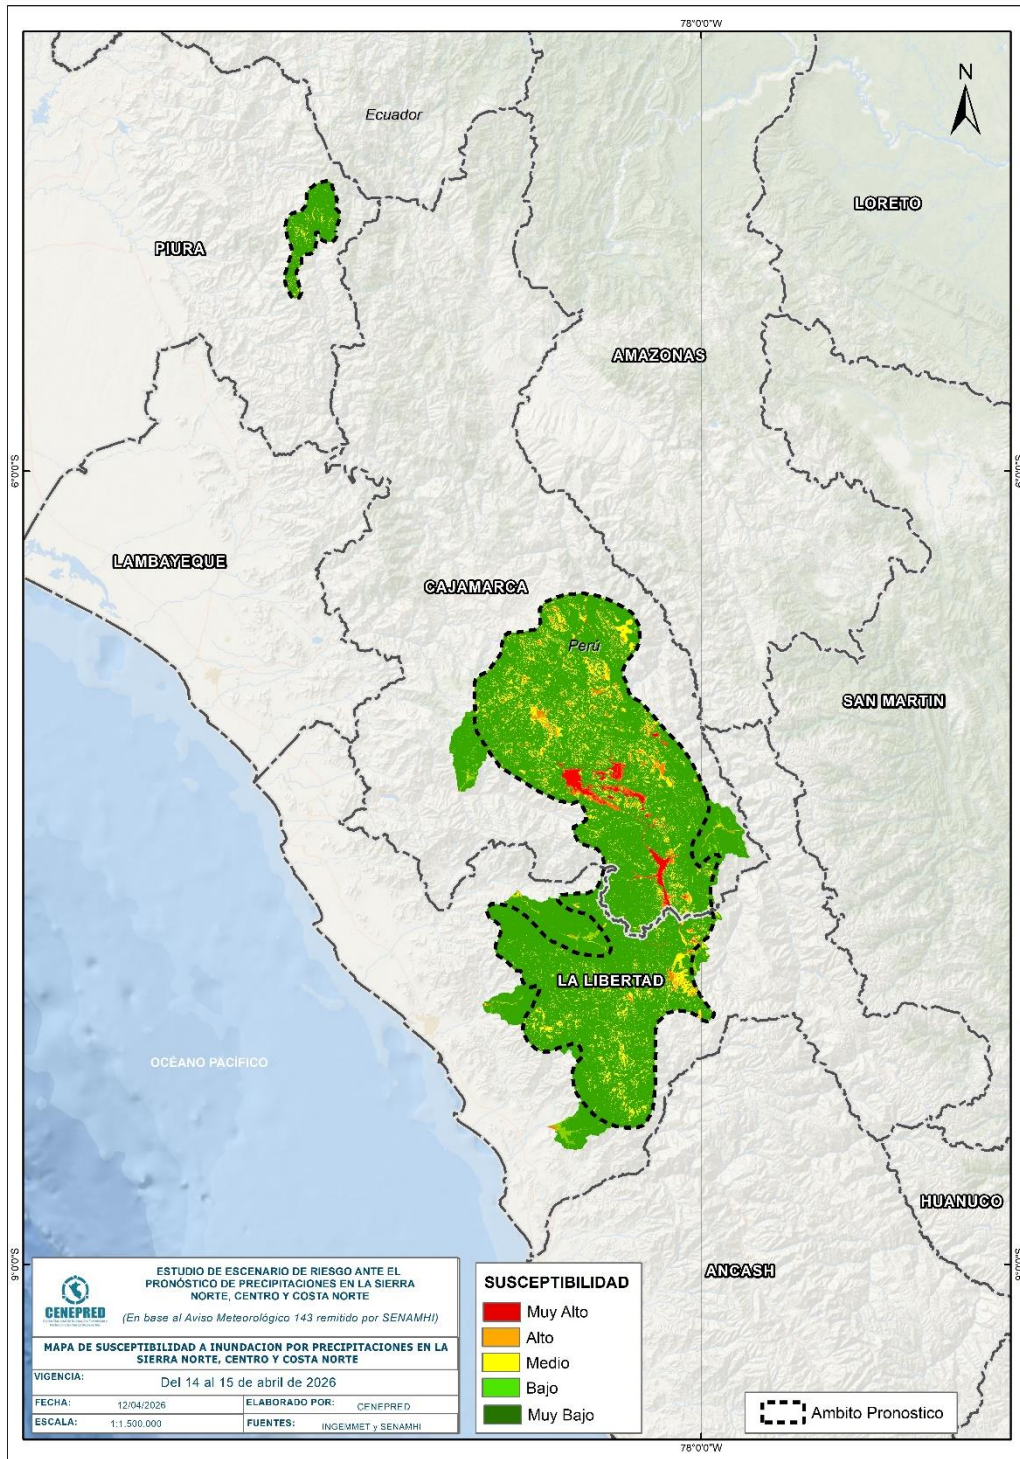 78°0'0"W
Ecuador
N
LORETO
PIURA
AMAZONAS
6°0'0"S
6°0'0"S
LAMBAYEQUE
CAJAMARCA
Perú
SAN MARTIN
LA LIBERTAD
OCÉANO PACÍFICO
HUANUCO
ANCASH
9°0'0"S
9°0'0"S
CENEPRED
ESTUDIO DE ESCENARIO DE RIESGO ANTE EL
PRONÓSTICO DE PRECIPITACIONES EN LA SIERRA
NORTE, CENTRO Y COSTA NORTE
(En base al Aviso Meteorológico 143 remitido por SENAMHI)
MAPA DE SUSCEPTIBILIDAD A INUNDACION POR PRECIPITACIONES EN LA
SIERRA NORTE, CENTRO Y COSTA NORTE
VIGENCIA: Del 14 al 15 de abril de 2026
FECHA: 12/04/2026 ELABORADO POR: CENEPRED
ESCALA: 1:1.500.000 FUENTES: INGEMMET y SENAMHI
SUSCEPTIBILIDAD
Muy Alto
Alto
Medio
Bajo
Muy Bajo
Ambito Pronostico
78°0'0"W